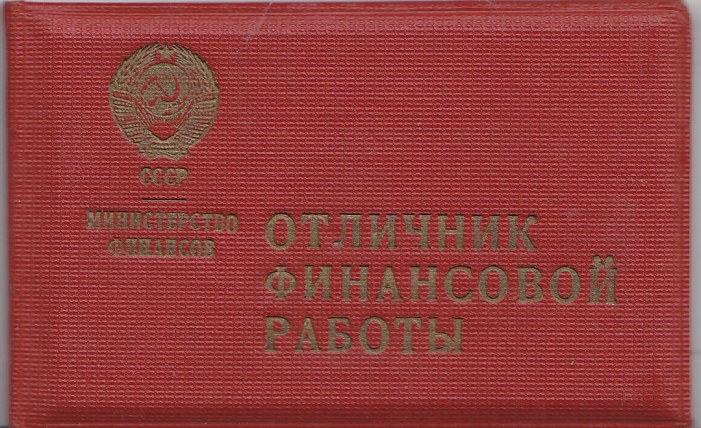 СССР
МИНИСТЕРСТВО
ФИНАНСОВ
ОТЛИЧНИК
ФИНАНСОВОЙ
РАБОТЫ